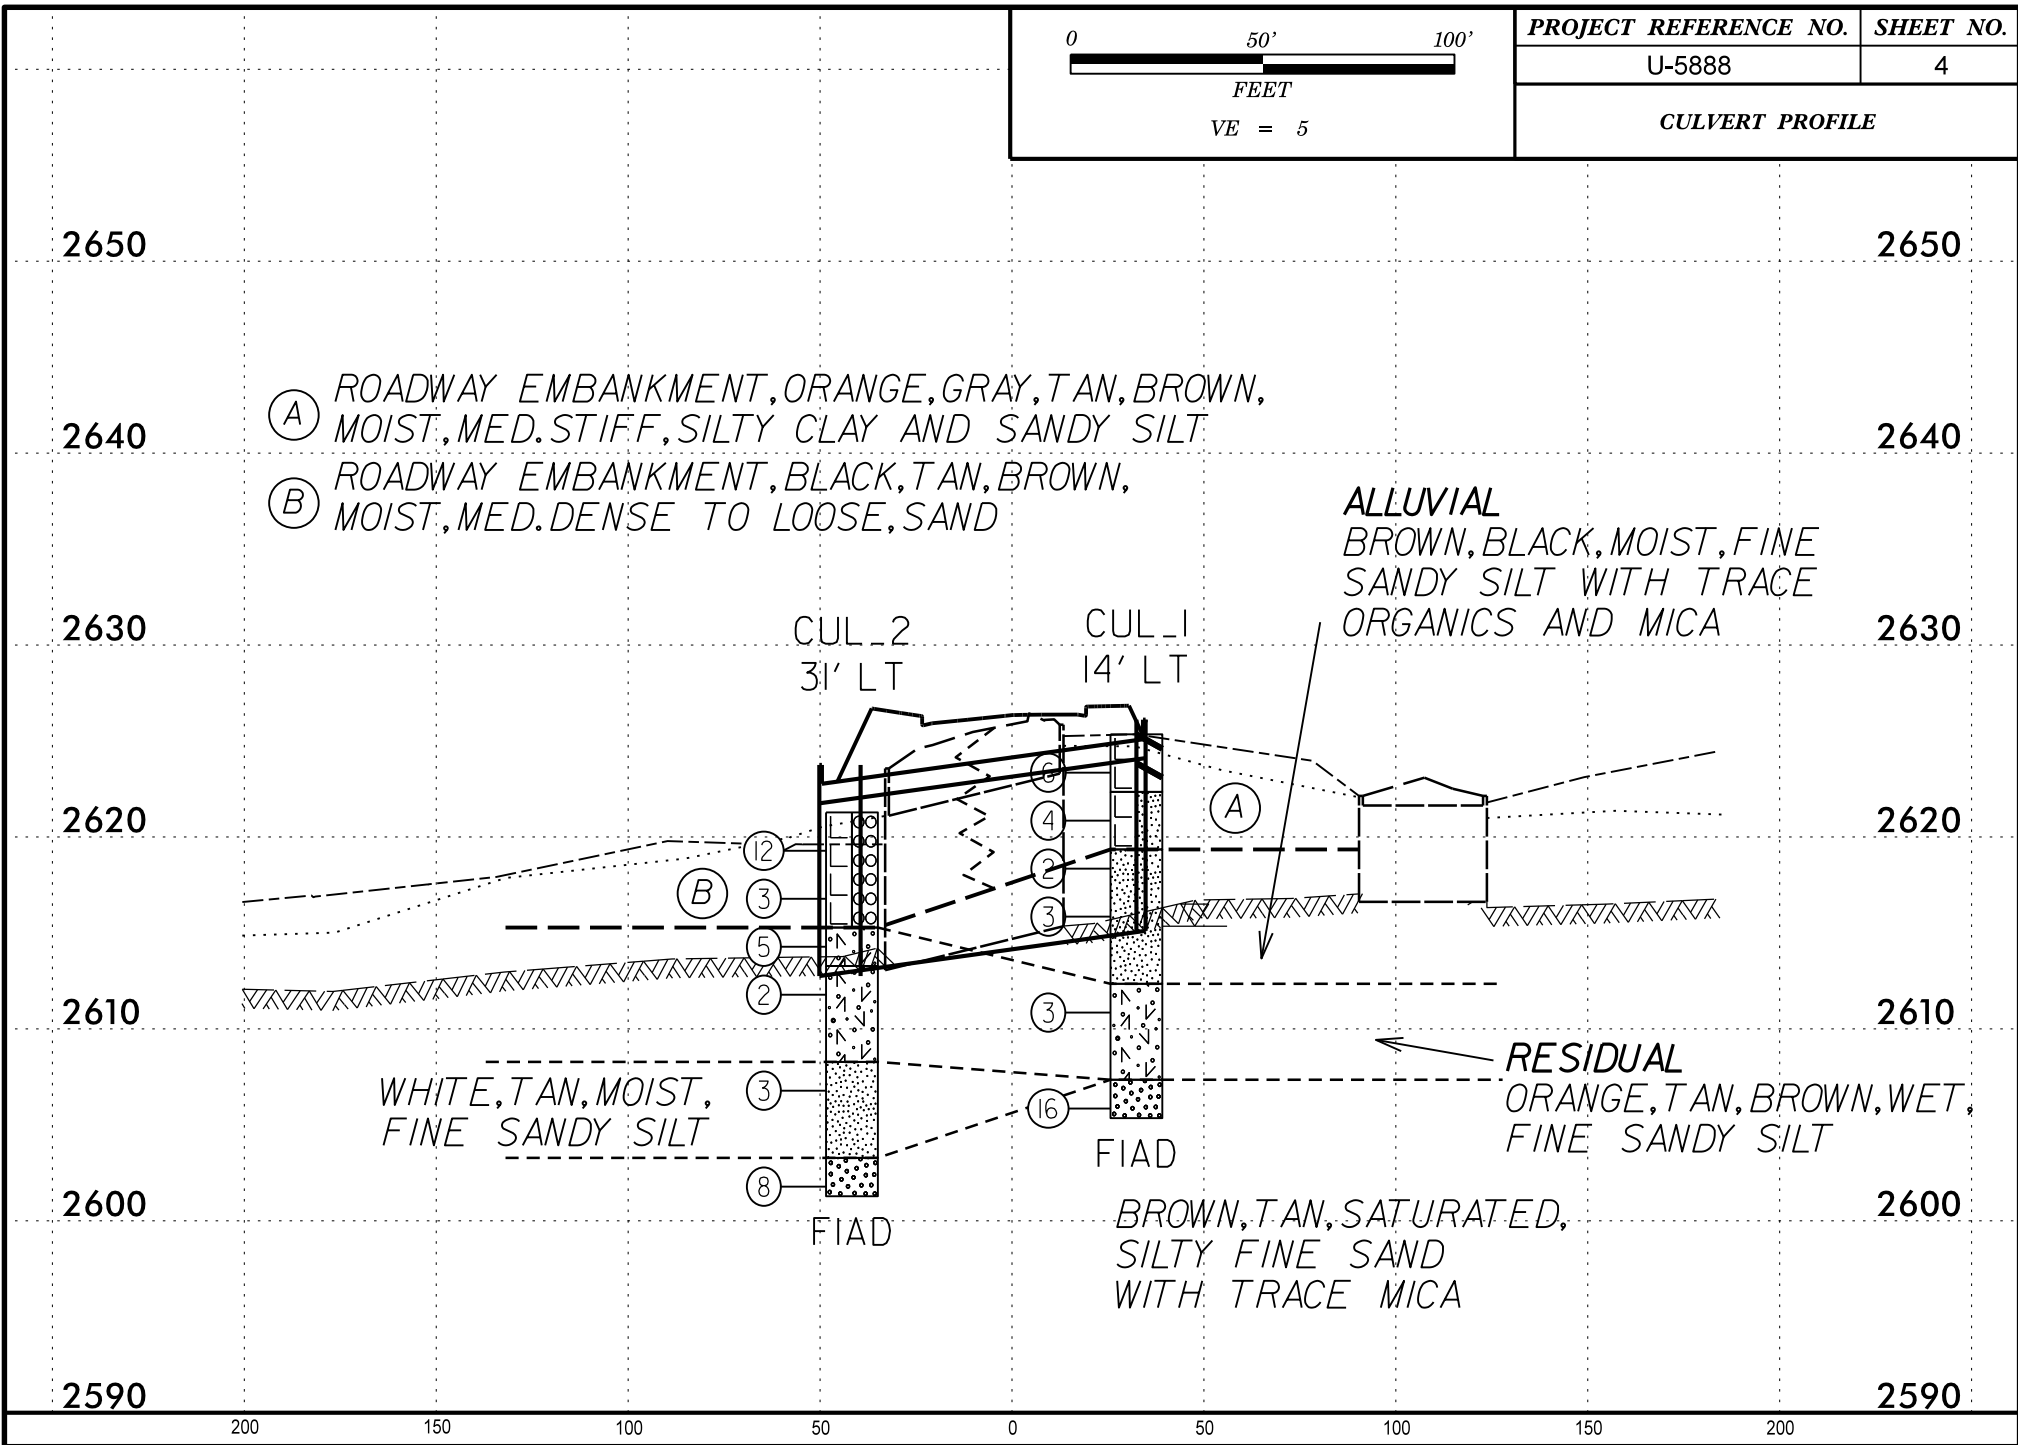 0 50' 100'
FEET
VE = 5
PROJECT REFERENCE NO. SHEET NO.
U-5888 4
CULVERT PROFILE
2650 2650
A ROADWAY EMBANKMENT, ORANGE, GRAY, TAN, BROWN,
MOIST, MED. STIFF, SILTY CLAY AND SANDY SILT
2640 2640
B ROADWAY EMBANKMENT, BLACK, TAN, BROWN,
MOIST, MED. DENSE TO LOOSE, SAND
ALLUVIAL
BROWN, BLACK, MOIST, FINE
SANDY SILT WITH TRACE
ORGANICS AND MICA
2630 2630
CUL_2
31' LT
CUL_1
14' LT
2620 2620
A
B
12
3
5
2
3
8
6
4
2
3
3
16
2610 2610
WHITE, TAN, MOIST,
FINE SANDY SILT
RESIDUAL
ORANGE, TAN, BROWN, WET,
FINE SANDY SILT
FIAD
FIAD
2600 2600
BROWN, TAN, SATURATED,
SILTY FINE SAND
WITH TRACE MICA
2590 2590
200 150 100 50 0 50 100 150 200